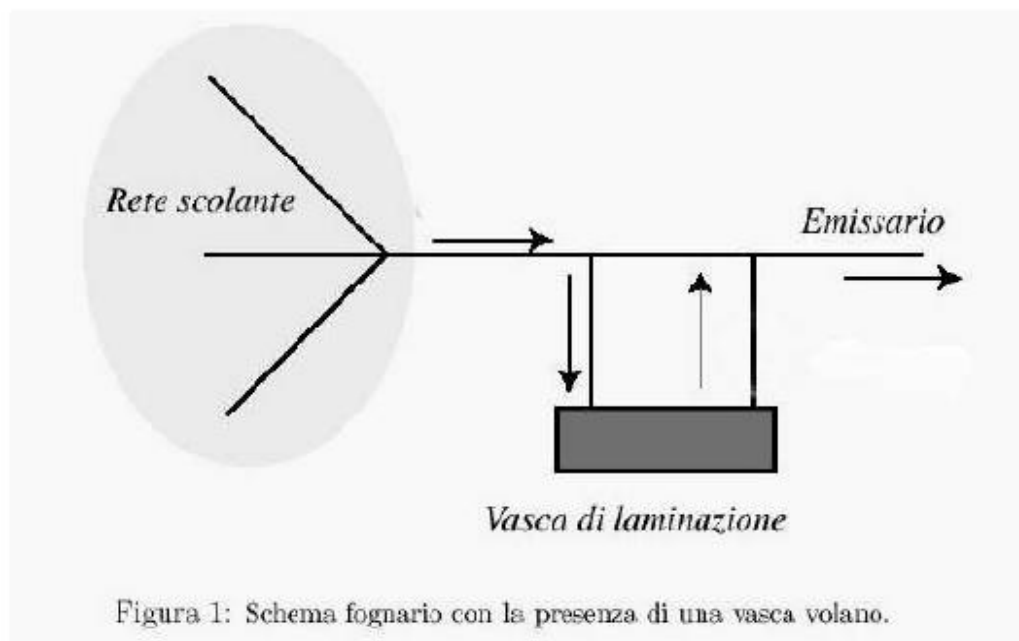 Rete scolante
Emissario
Vasca di laminazione
Figura 1: Schema fognario con la presenza di una vasca volano.